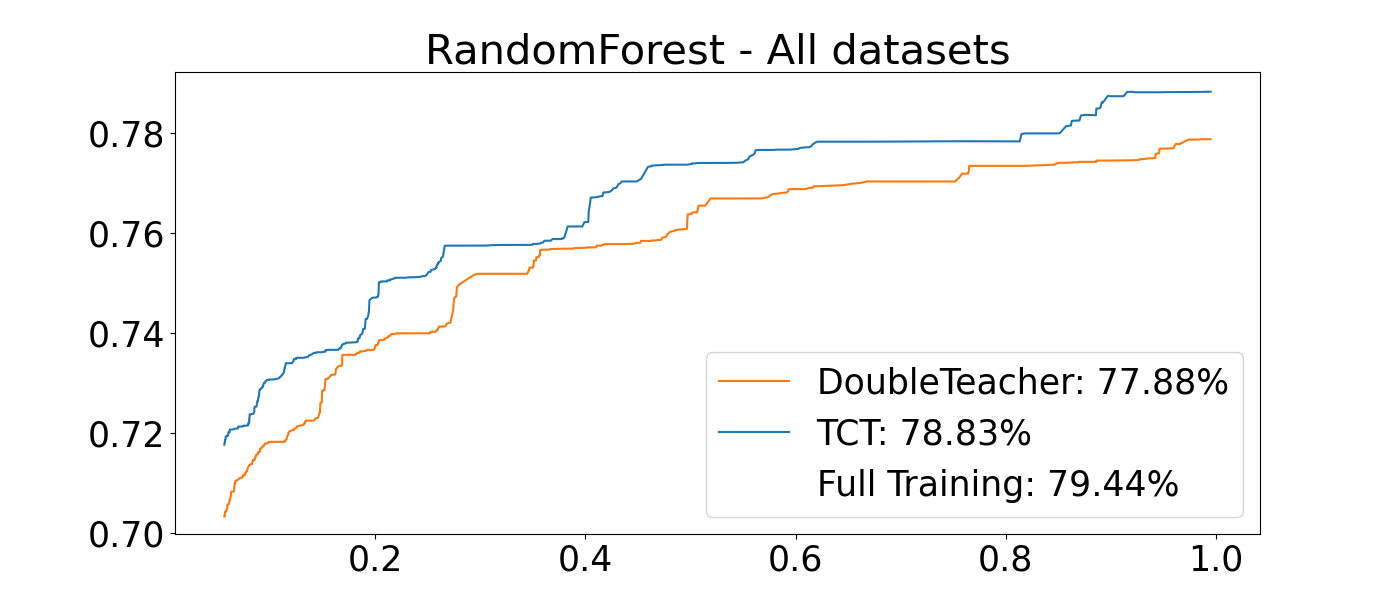 RandomForest - All datasets
0.78
0.76
0.74
0.72
0.70
DoubleTeacher: 77.88%
TCT: 78.83%
Full Training: 79.44%
0.2 0.4 0.6 0.8 1.0